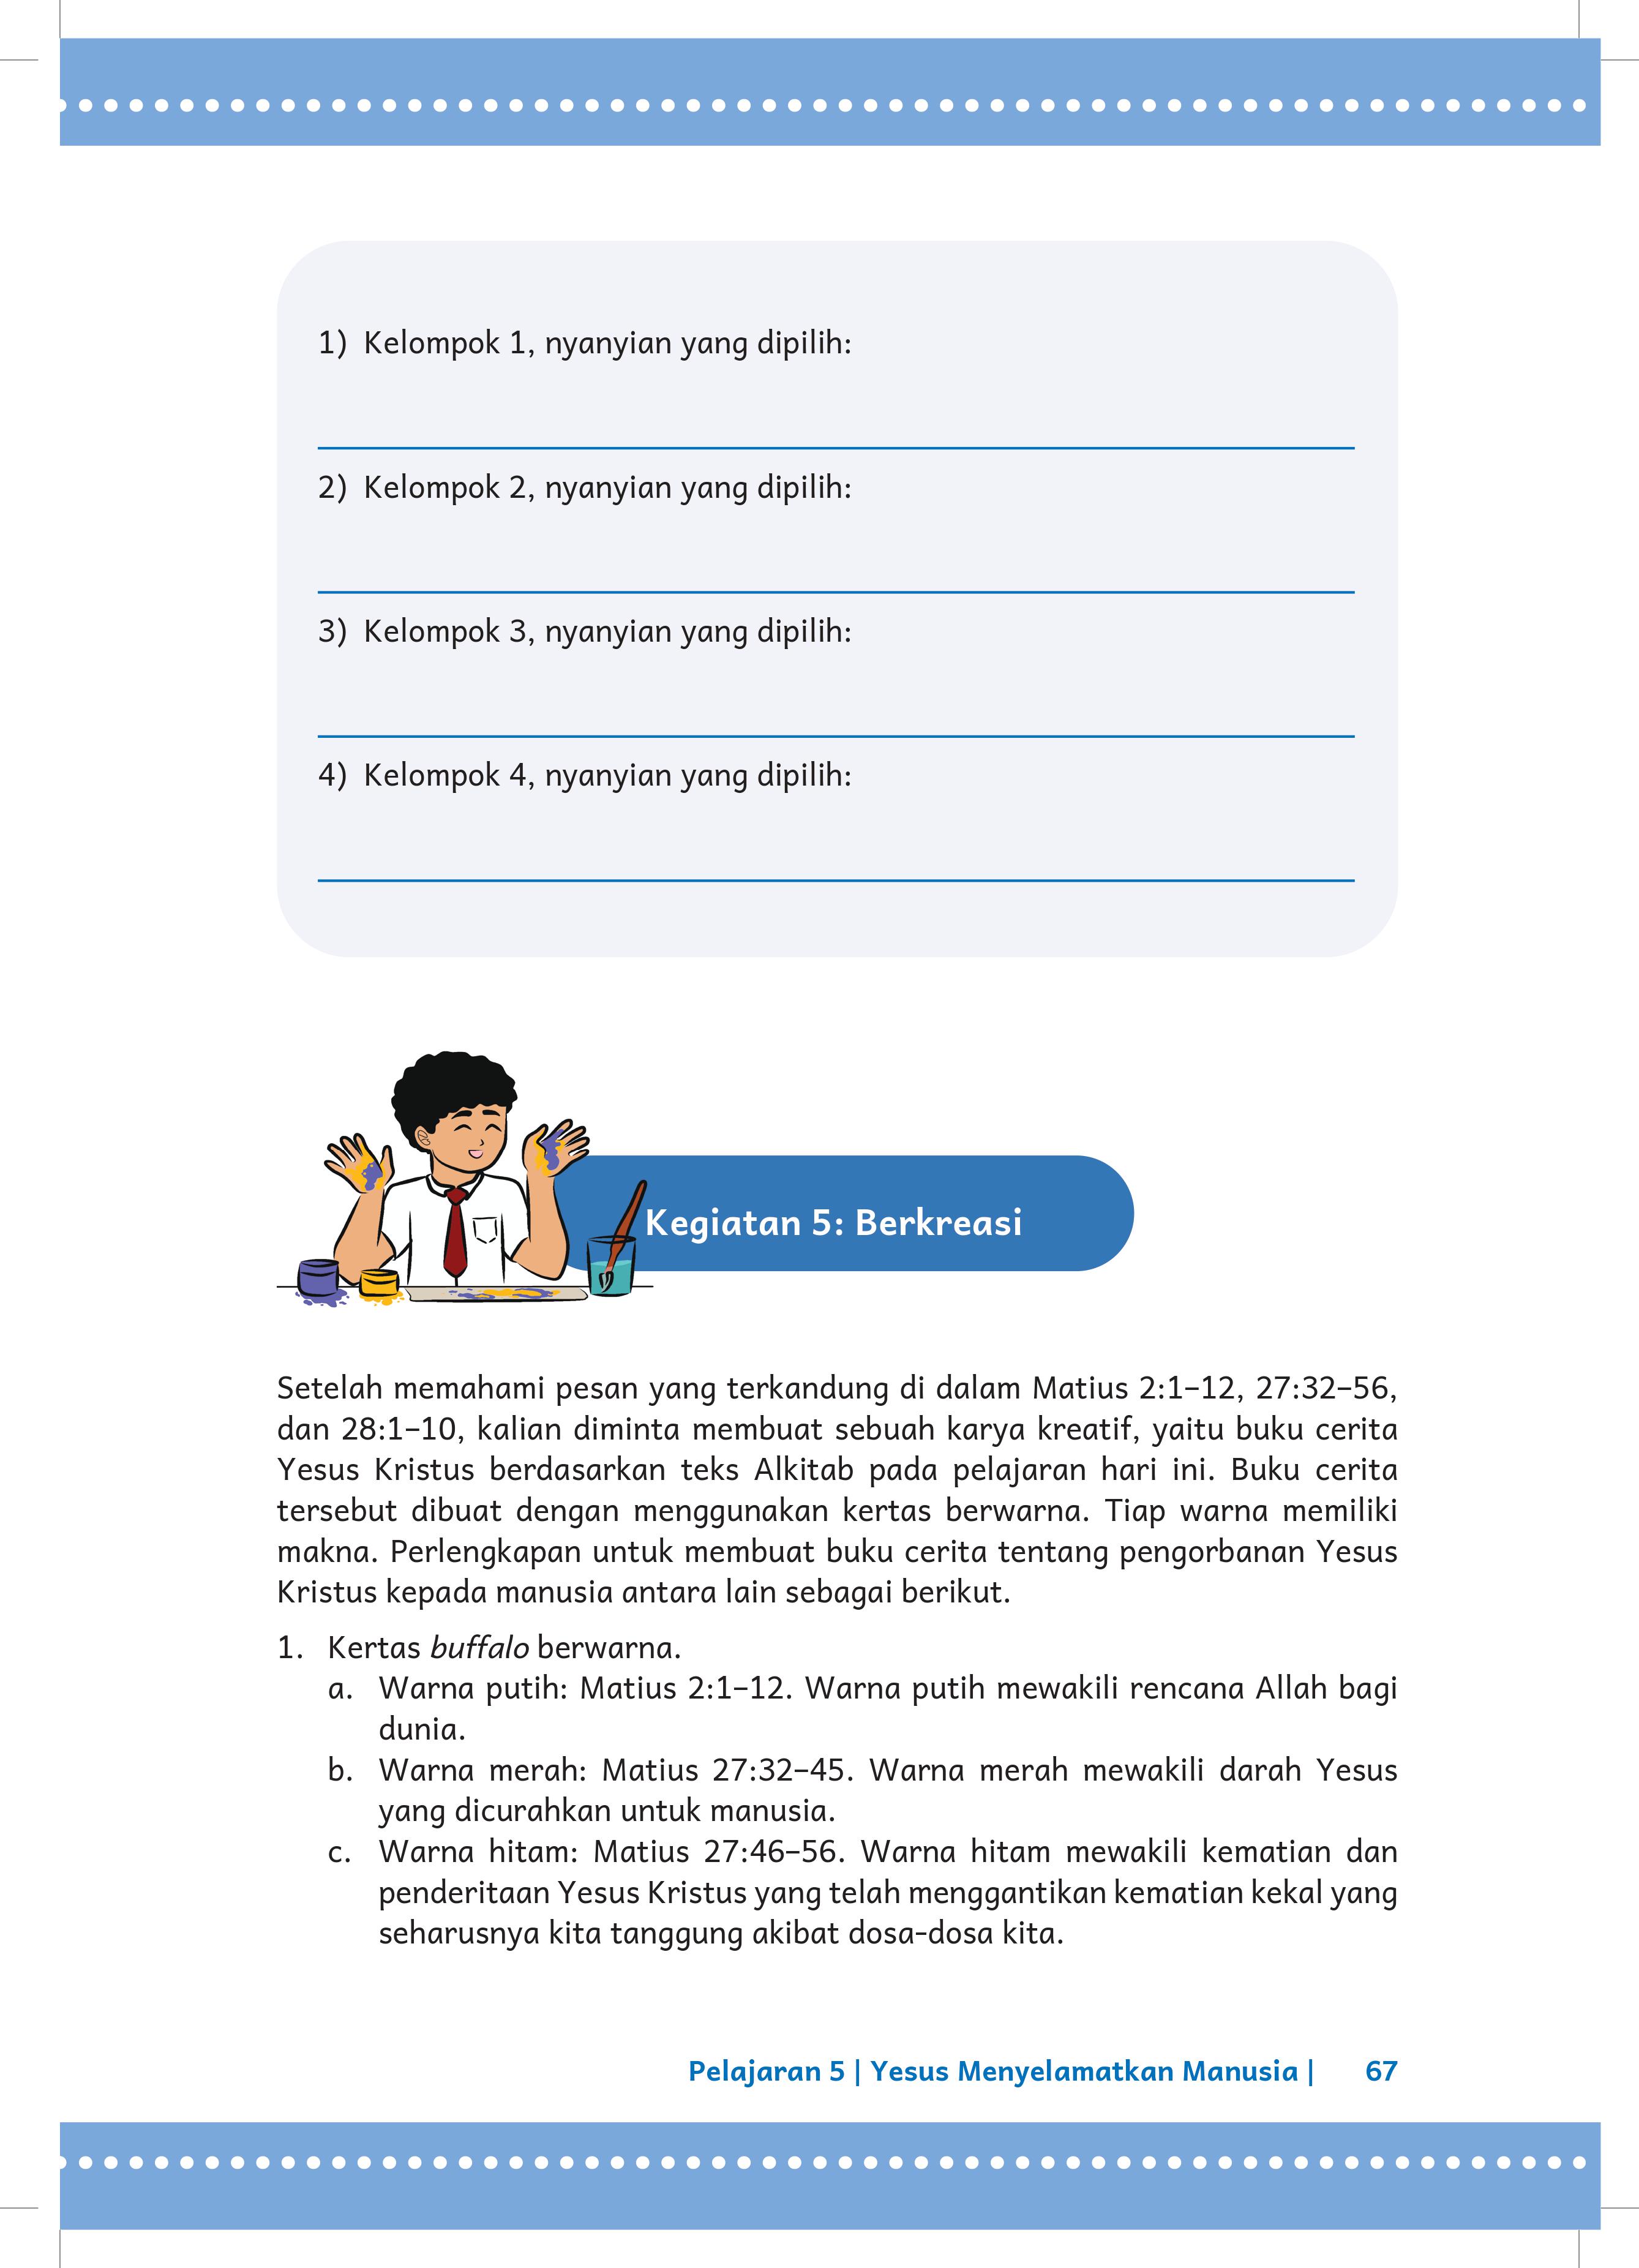 1) Kelompok 1, nyanyian yang dipilih:
2) Kelompok 2, nyanyian yang dipilih:
3) Kelompok 3, nyanyian yang dipilih:
4) Kelompok 4, nyanyian yang dipilih:
Kegiatan 5: Berkreasi
Setelah memahami pesan yang terkandung di dalam Matius 2:1–12, 27:32–56,
dan 28:1–10, kalian diminta membuat sebuah karya kreatif, yaitu buku cerita
Yesus Kristus berdasarkan teks Alkitab pada pelajaran hari ini. Buku cerita
tersebut dibuat dengan menggunakan kertas berwarna. Tiap warna memiliki
makna. Perlengkapan untuk membuat buku cerita tentang pengorbanan Yesus
Kristus kepada manusia antara lain sebagai berikut.
1. Kertas buffalo berwarna.
a. Warna putih: Matius 2:1–12. Warna putih mewakili rencana Allah bagi
dunia.
b. Warna merah: Matius 27:32–45. Warna merah mewakili darah Yesus
yang dicurahkan untuk manusia.
c. Warna hitam: Matius 27:46–56. Warna hitam mewakili kematian dan
penderitaan Yesus Kristus yang telah menggantikan kematian kekal yang
seharusnya kita tanggung akibat dosa-dosa kita.
Pelajaran 5 | Yesus Menyelamatkan Manusia | 67